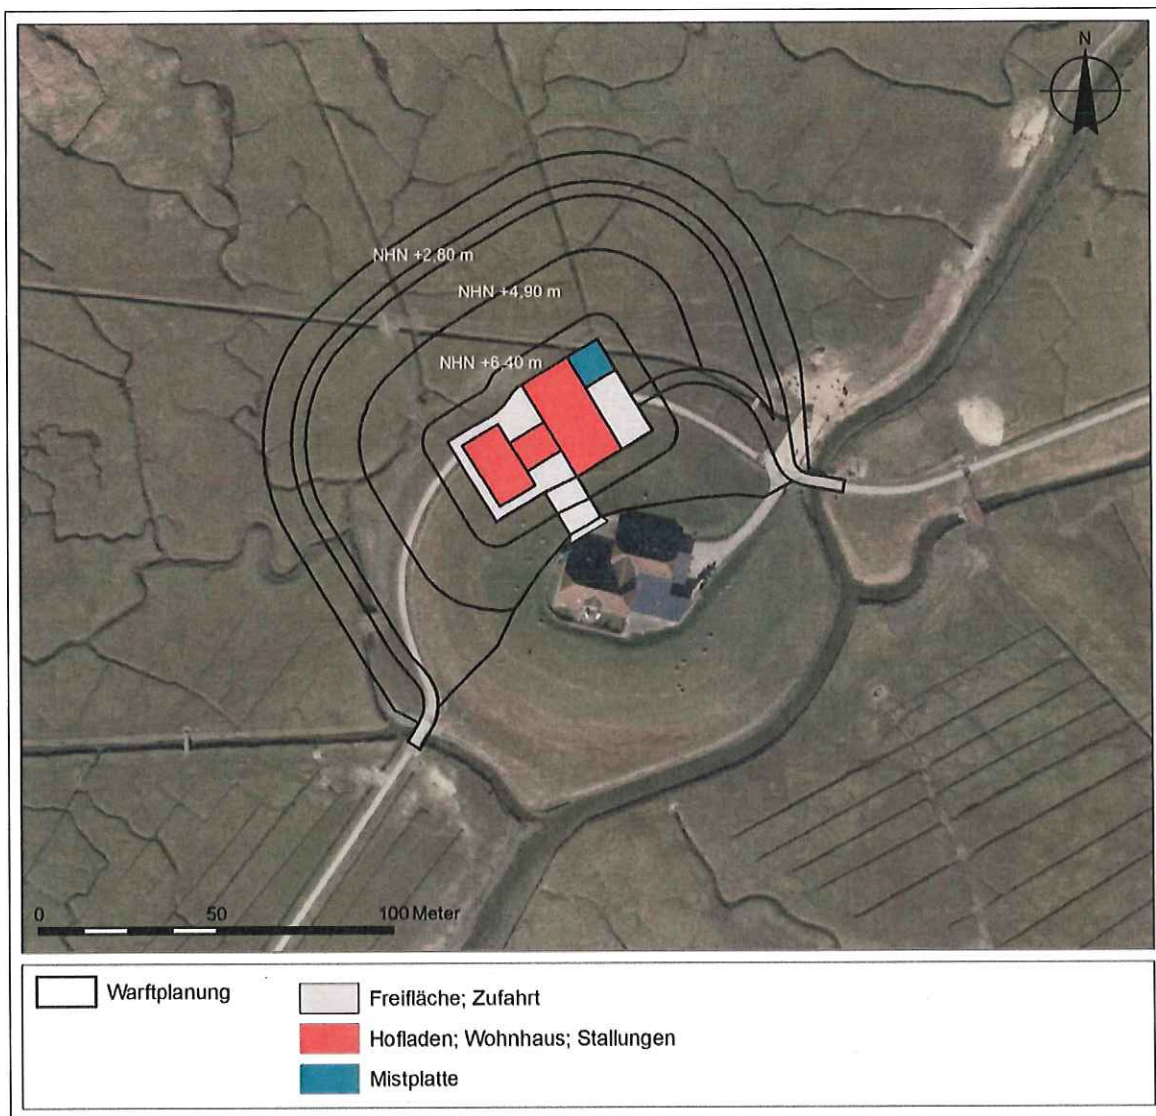 N
NHN +2,80 m
NHN +4,90 m
NHN +6,40 m
0 50 100 Meter
Warftplanung
Freifläche; Zufahrt
Hofladen; Wohnhaus; Stallungen
Mistplatte